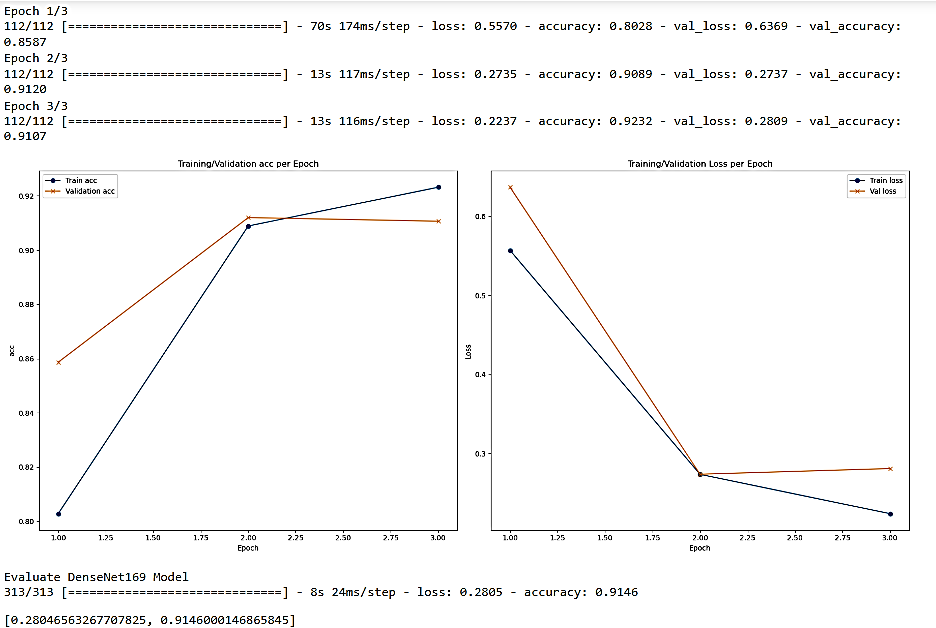 Epoch 1/3
112/112 [==============================] - 70s 174ms/step - loss: 0.5570 - accuracy: 0.8028 - val_loss: 0.6369 - val_accuracy:
0.8587
Epoch 2/3
112/112 [==============================] - 13s 117ms/step - loss: 0.2735 - accuracy: 0.9089 - val_loss: 0.2737 - val_accuracy:
0.9120
Epoch 3/3
112/112 [==============================] - 13s 116ms/step - loss: 0.2237 - accuracy: 0.9232 - val_loss: 0.2809 - val_accuracy:
0.9107
Training/Validation acc per Epoch
Train acc
Validation acc
0.92
0.90
0.88
0.86
0.84
0.82
0.80
acc
1.00 1.25 1.50 1.75 2.00 2.25 2.50 2.75 3.00
Epoch
Training/Validation Loss per Epoch
Train loss
Val loss
0.6
0.5
0.4
0.3
Loss
1.00 1.25 1.50 1.75 2.00 2.25 2.50 2.75 3.00
Epoch
Evaluate DenseNet169 Model
313/313 [==============================] - 8s 24ms/step - loss: 0.2805 - accuracy: 0.9146
[0.28046563267707825, 0.9146000146865845]